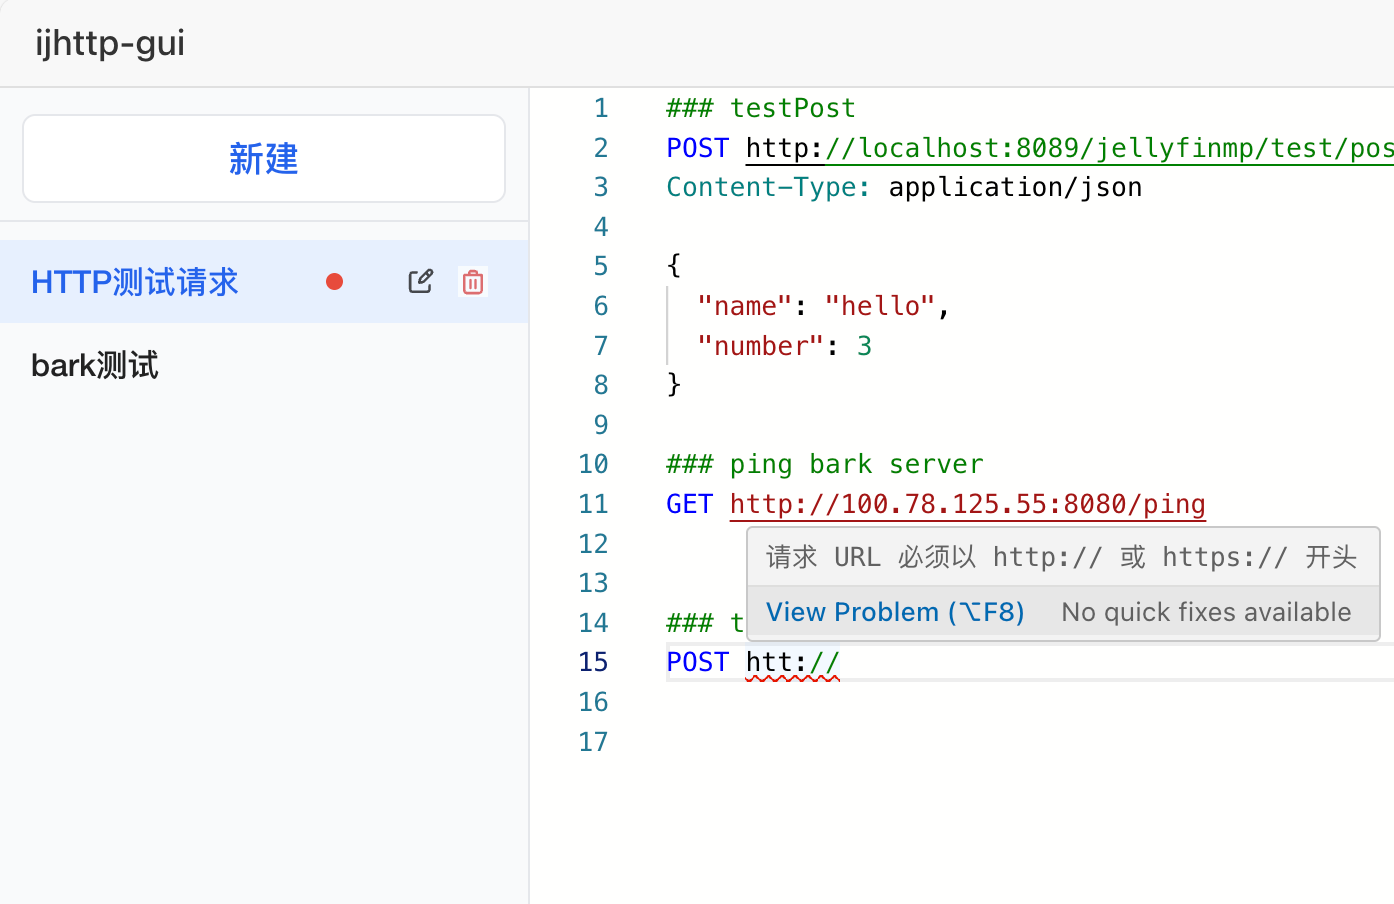 ijhttp-gui
新建
HTTP测试请求
bark测试
1 ### testPost
2 POST http://localhost:8089/jellyfinmp/test/pos
3 Content-Type: application/json
4
5 {
6 "name": "hello",
7 "number": 3
8 }
9
10 ### ping bark server
11 GET http://100.78.125.55:8080/ping
12
请求 URL 必须以 http:// 或 https:// 开头
13
View Problem (⌥F8) No quick fixes available
14 ### t
15 POST htt://
16
17